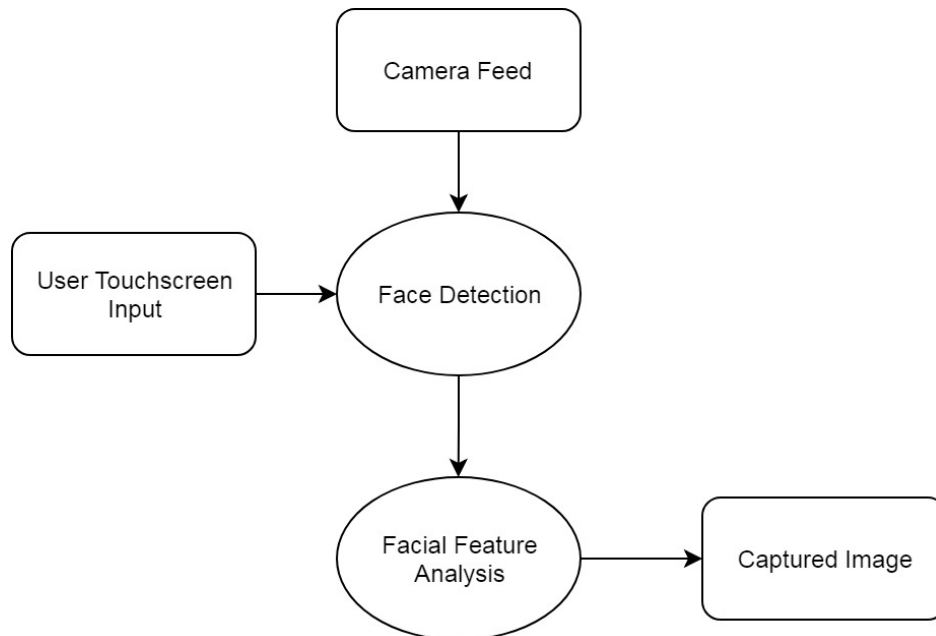 Camera Feed
User Touchscreen
Input
Face Detection
Facial Feature
Analysis
Captured Image